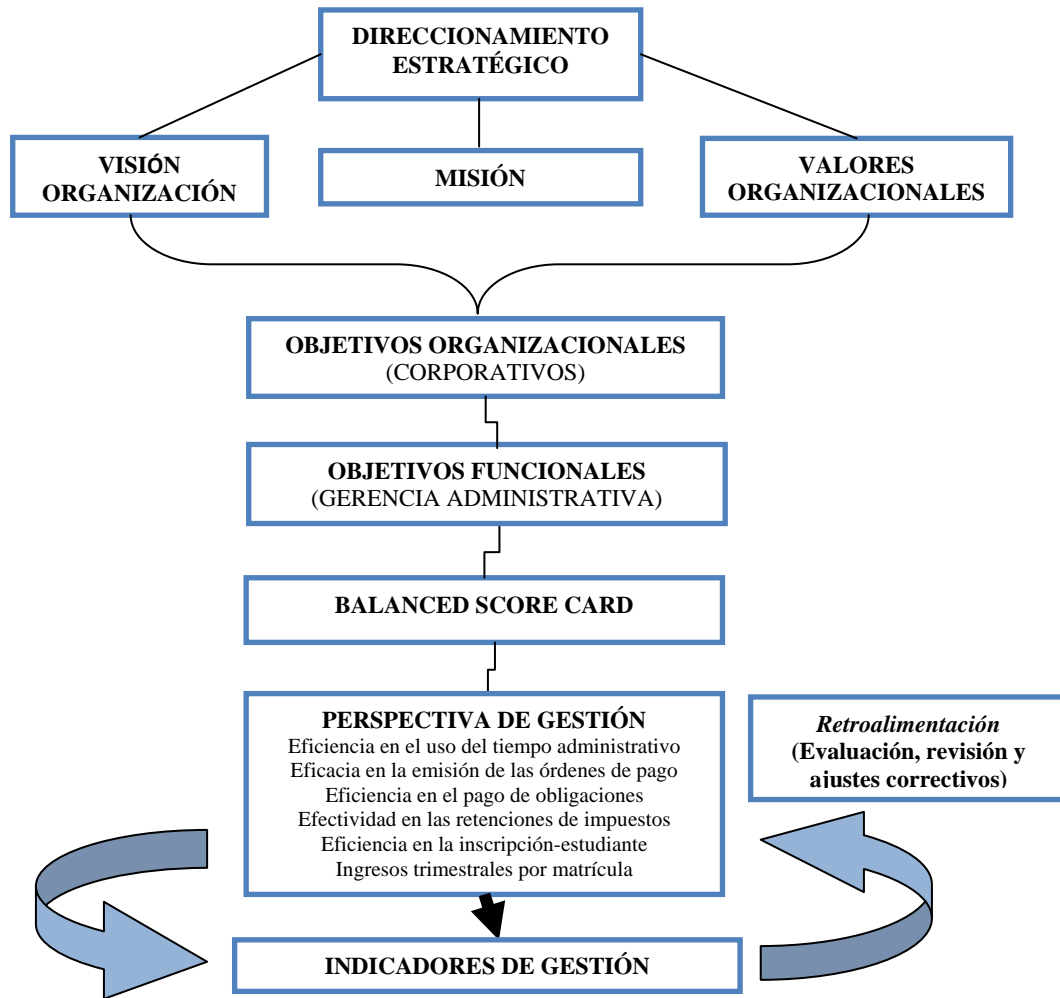 DIRECCIONAMIENTO
ESTRATÉGICO
VISIÓN
ORGANIZACIÓN
MISIÓN
VALORES
ORGANIZACIONALES
OBJETIVOS ORGANIZACIONALES
(CORPORATIVOS)
OBJETIVOS FUNCIONALES
(GERENCIA ADMINISTRATIVA)
BALANCED SCORE CARD
PERSPECTIVA DE GESTIÓN
Eficiencia en el uso del tiempo administrativo
Eficacia en la emisión de las órdenes de pago
Eficiencia en el pago de obligaciones
Efectividad en las retenciones de impuestos
Eficiencia en la inscripción-estudiante
Ingresos trimestrales por matrícula
Retroalimentación
(Evaluación, revisión y
ajustes correctivos)
INDICADORES DE GESTIÓN